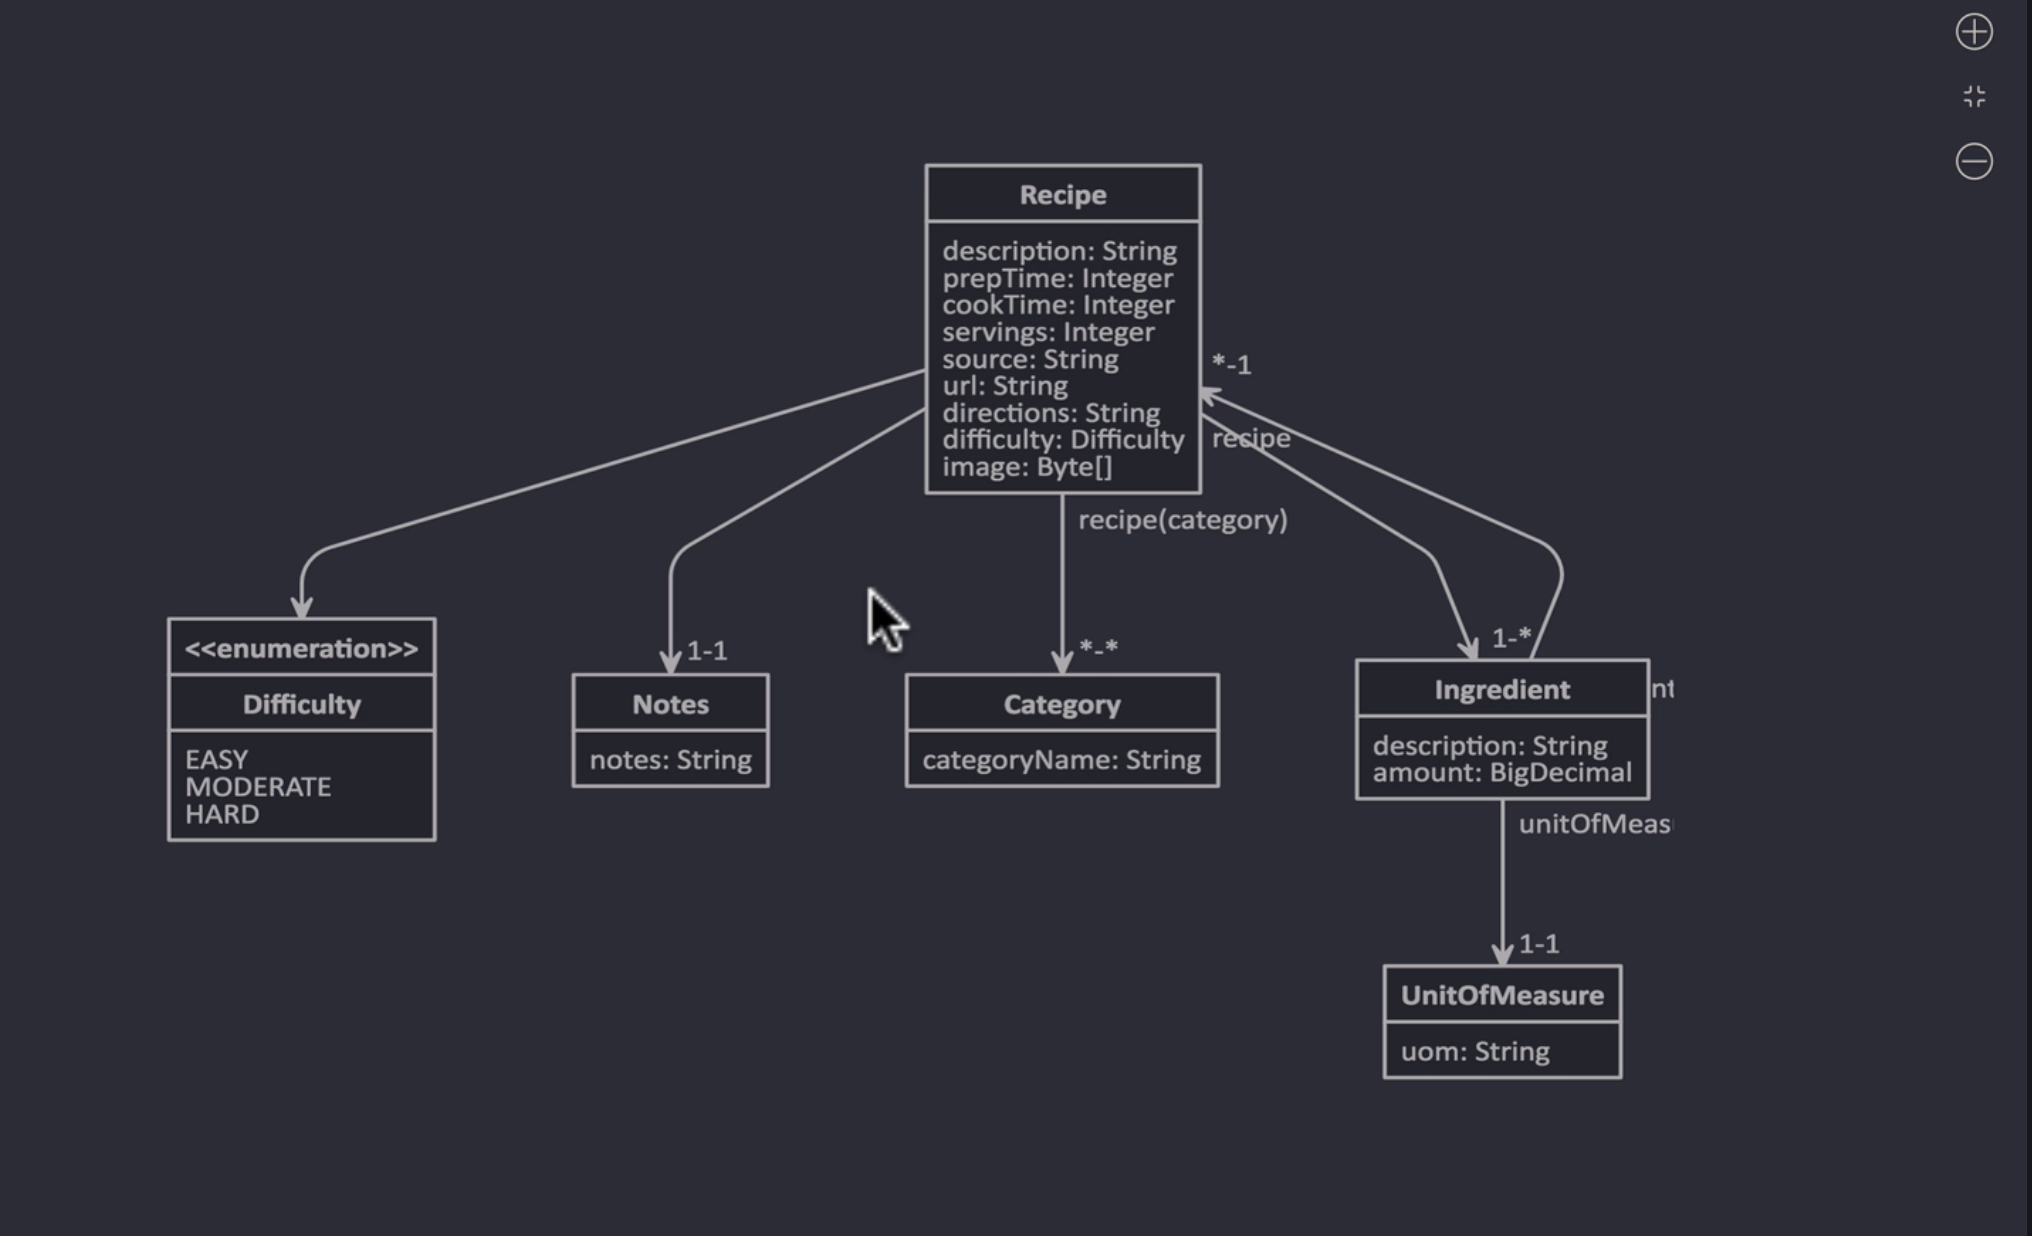 Recipe
description: String
prepTime: Integer
cookTime: Integer
servings: Integer
source: String
url: String
directions: String
difficulty: Difficulty
image: Byte[]
*-1
recipe
recipe(category)
<<enumeration>>
Difficulty
EASY
MODERATE
HARD
1-1
Notes
notes: String
*-*
Category
categoryName: String
1-*
Ingredient
nt
description: String
amount: BigDecimal
unitOfMeas
1-1
UnitOfMeasure
uom: String